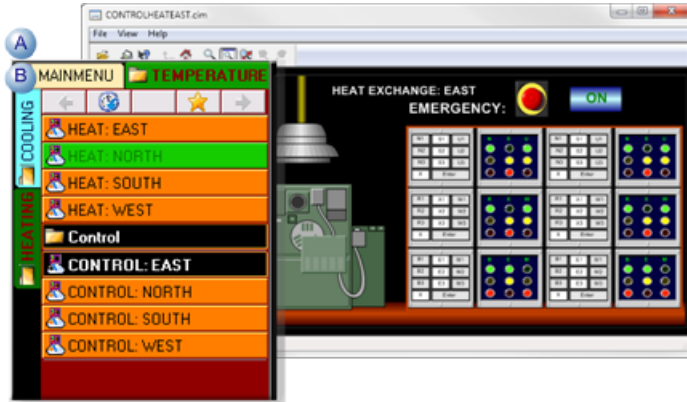 CONTROLHEATEAST.cim
File View Help
A
B
MAINMENU
TEMPERATURE
COOLING
HEATING
HEAT: EAST
HEAT: NORTH
HEAT: SOUTH
HEAT: WEST
Control
CONTROL: EAST
CONTROL: NORTH
CONTROL: SOUTH
CONTROL: WEST
HEAT EXCHANGE: EAST
EMERGENCY:
ON